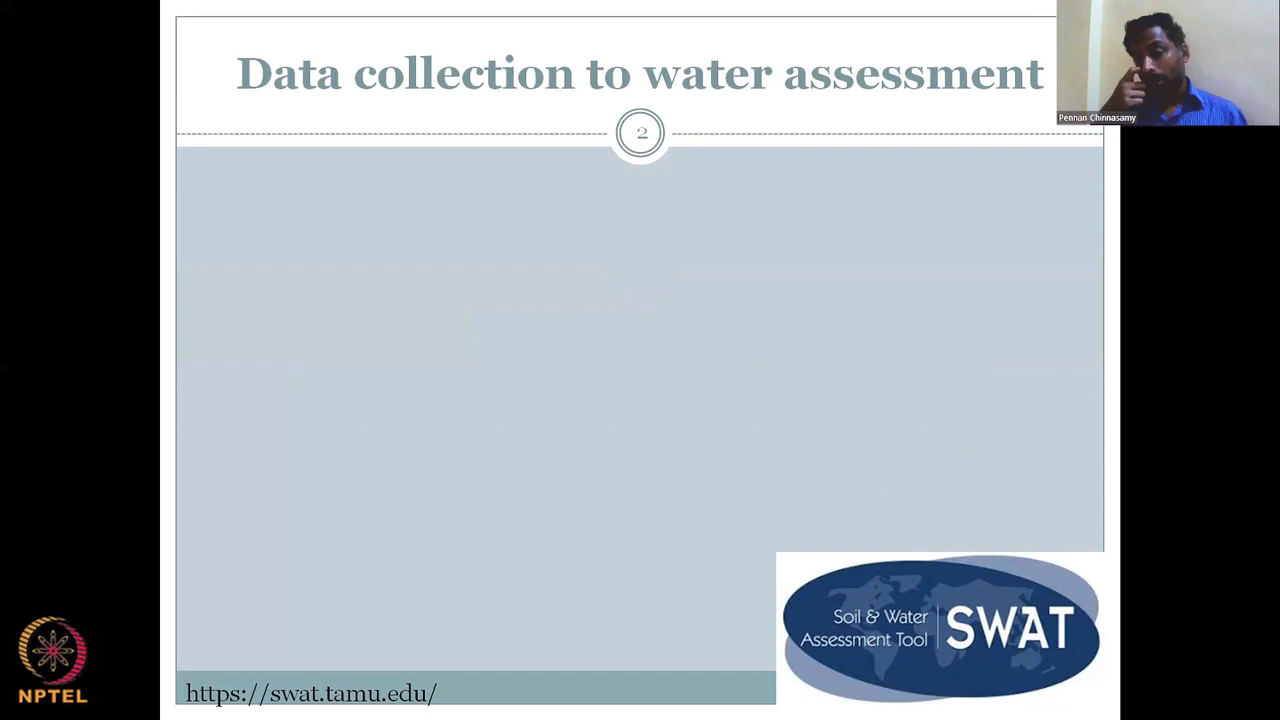 Data collection to water assessment
Pennan Chinnasamy
2
Soil & Water
Assessment Tool
SWAT
NPTEL
https://swat.tamu.edu/